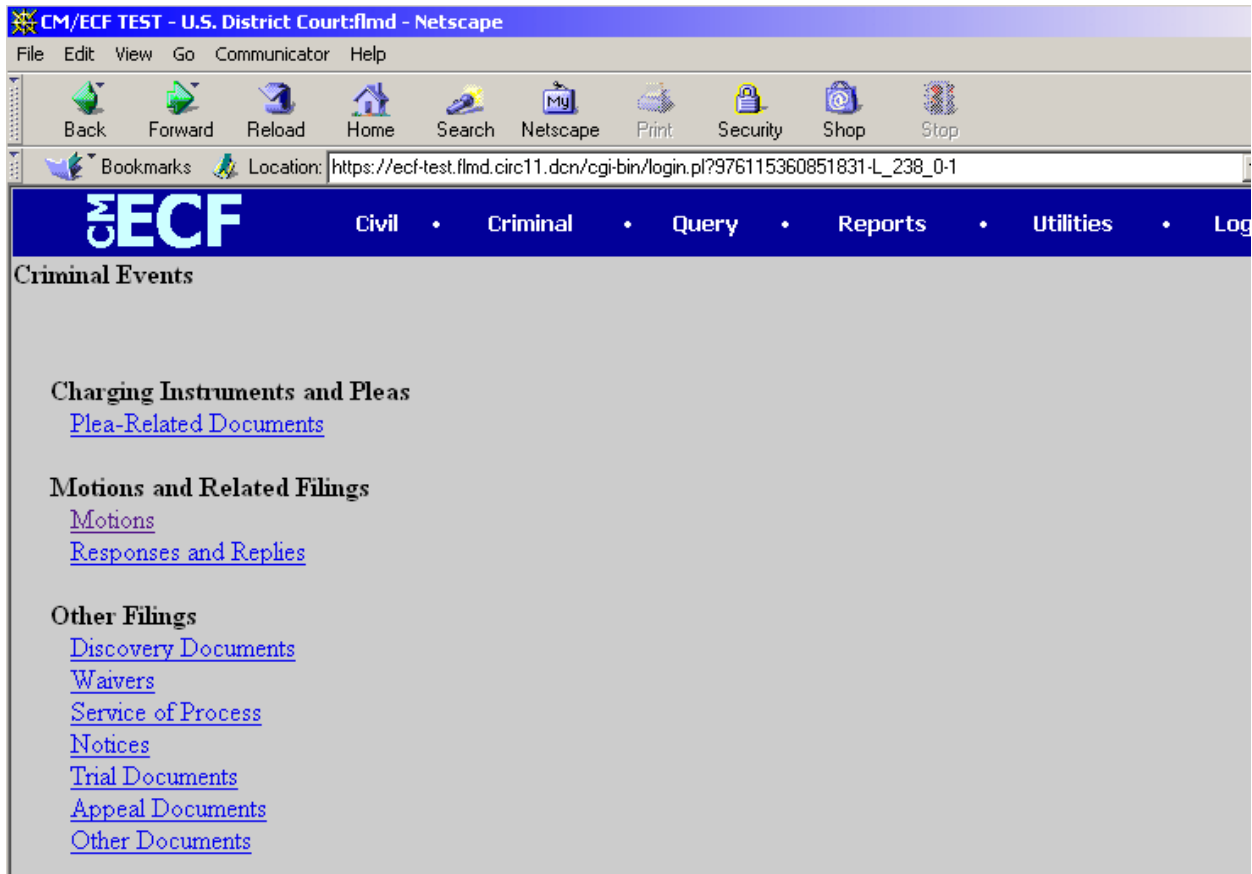 CM/ECF TEST - U.S. District Court:flmd - Netscape
File Edit View Go Communicator Help
My
Back Forward Reload Home Search Netscape Print Security Shop Stop
Bookmarks Location: https://ecf-test.flmd.circ11.dcn/cgi-bin/login.pl?976115360851831-L_238_0-1
CM ECF Civil • Criminal • Query • Reports • Utilities • Log
Criminal Events
Charging Instruments and Pleas
Plea-Related Documents
Motions and Related Filings
Motions
Responses and Replies
Other Filings
Discovery Documents
Waivers
Service of Process
Notices
Trial Documents
Appeal Documents
Other Documents